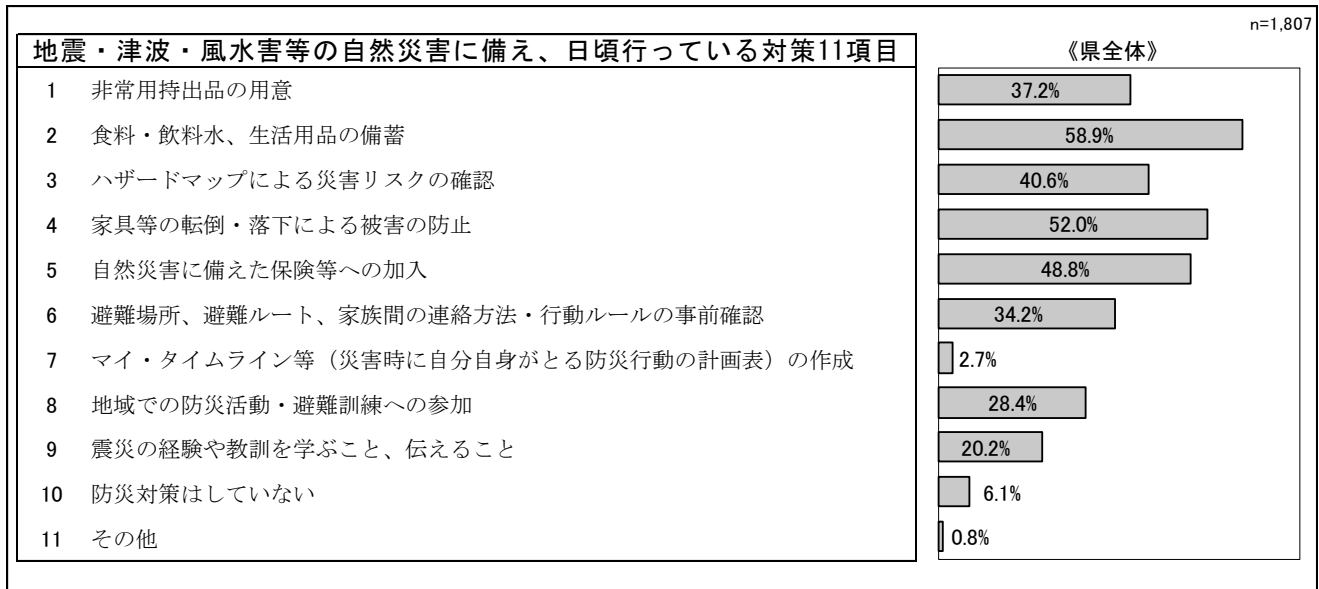 n=1,807
地震・津波・風水害等の自然災害に備え、日頃行っている対策11項目
《県全体》
1 非常用持出品の用意 37.2%
2 食料・飲料水、生活用品の備蓄 58.9%
3 ハザードマップによる災害リスクの確認 40.6%
4 家具等の転倒・落下による被害の防止 52.0%
5 自然災害に備えた保険等への加入 48.8%
6 避難場所、避難ルート、家族間の連絡方法・行動ルールの事前確認 34.2%
7 マイ・タイムライン等（災害時に自分自身がとる防災行動の計画表）の作成 2.7%
8 地域での防災活動・避難訓練への参加 28.4%
9 震災の経験や教訓を学ぶこと、伝えること 20.2%
10 防災対策はしていない 6.1%
11 その他 0.8%